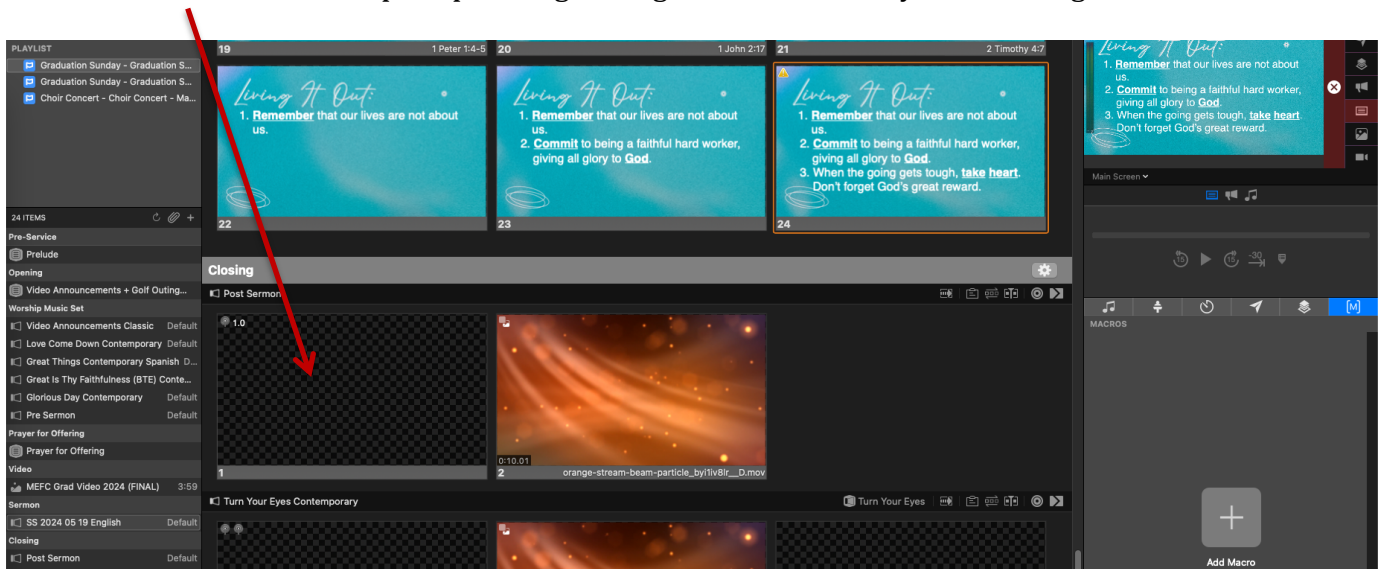 PLAYLIST
Graduation Sunday - Graduation S...
Graduation Sunday - Graduation S...
Choir Concert - Choir Concert - Ma...
24 ITEMS
Pre-Service
Prelude
Opening
Video Announcements + Golf Outing...
Worship Music Set
Video Announcements Classic Default
Love Come Down Contemporary Default
Great Things Contemporary Spanish D...
Great Is Thy Faithfulness (BTE) Conte...
Glorious Day Contemporary Default
Pre Sermon Default
Prayer for Offering
Prayer for Offering
Video
MEFC Grad Video 2024 (FINAL) 3:59
Sermon
SS 2024 05 19 English Default
Closing
Post Sermon Default
19 1 Peter 1:4-5
20 1 John 2:17
21 2 Timothy 4:7
Living It Out:
1. Remember that our lives are not about
us.
22
Living It Out:
1. Remember that our lives are not about
us.
2. Commit to being a faithful hard worker,
giving all glory to God.
23
Living It Out:
1. Remember that our lives are not about
us.
2. Commit to being a faithful hard worker,
giving all glory to God.
3. When the going gets tough, take heart.
Don't forget God's great reward.
24
Closing
Post Sermon
1.0
1
0:10.01
2 orange-stream-beam-particle_byi1iv8lr__D.mov
Turn Your Eyes Contemporary Turn Your Eyes
Living It Out:
1. Remember that our lives are not about
us.
2. Commit to being a faithful hard worker,
giving all glory to God.
3. When the going gets tough, take heart.
Don't forget God's great reward.
Main Screen
15 15 -30
[M]
MACROS
Add Macro